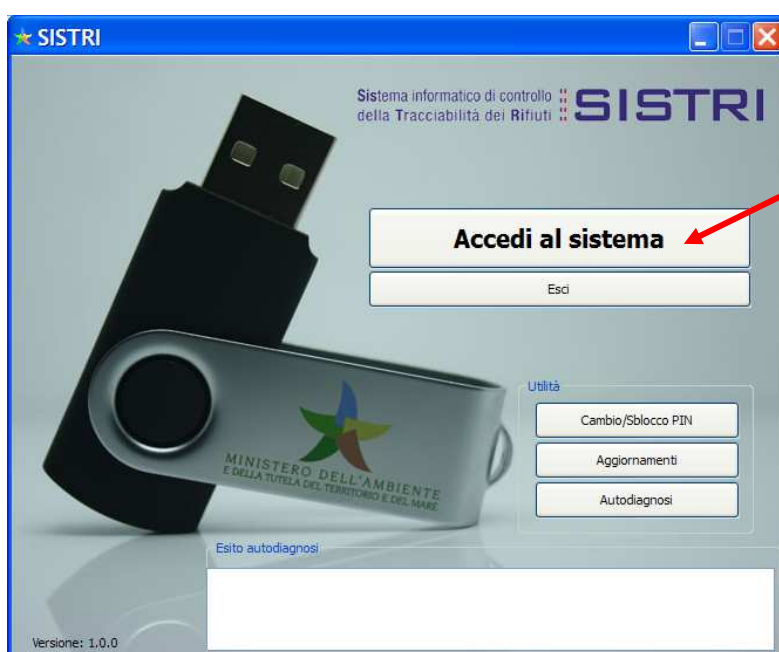 SISTRI
Sistema informatico di controllo
della Tracciabilità dei Rifiuti
SISTRI
Accedi al sistema
Esci
Utilità
Cambio/Sblocco PIN
Aggiornamenti
Autodiagnosi
MINISTERO DELL'AMBIENTE
E DELLA TUTELA DEL TERRITORIO E DEL MARE
Esito autodiagnosi
Versione: 1.0.0